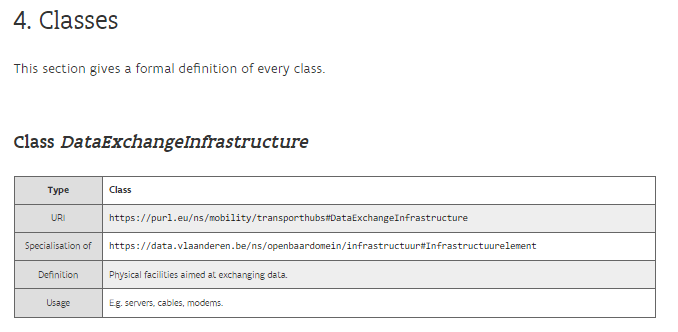 4. Classes
This section gives a formal definition of every class.
Class DataExchangeInfrastructure
Type Class
URI https://purl.eu/ns/mobility/transporthubs#DataExchangeInfrastructure
Specialisation of https://data.vlaanderen.be/ns/openbaardomein/infrastructuur#Infrastructuurelement
Definition Physical facilities aimed at exchanging data.
Usage E.g. servers, cables, modems.